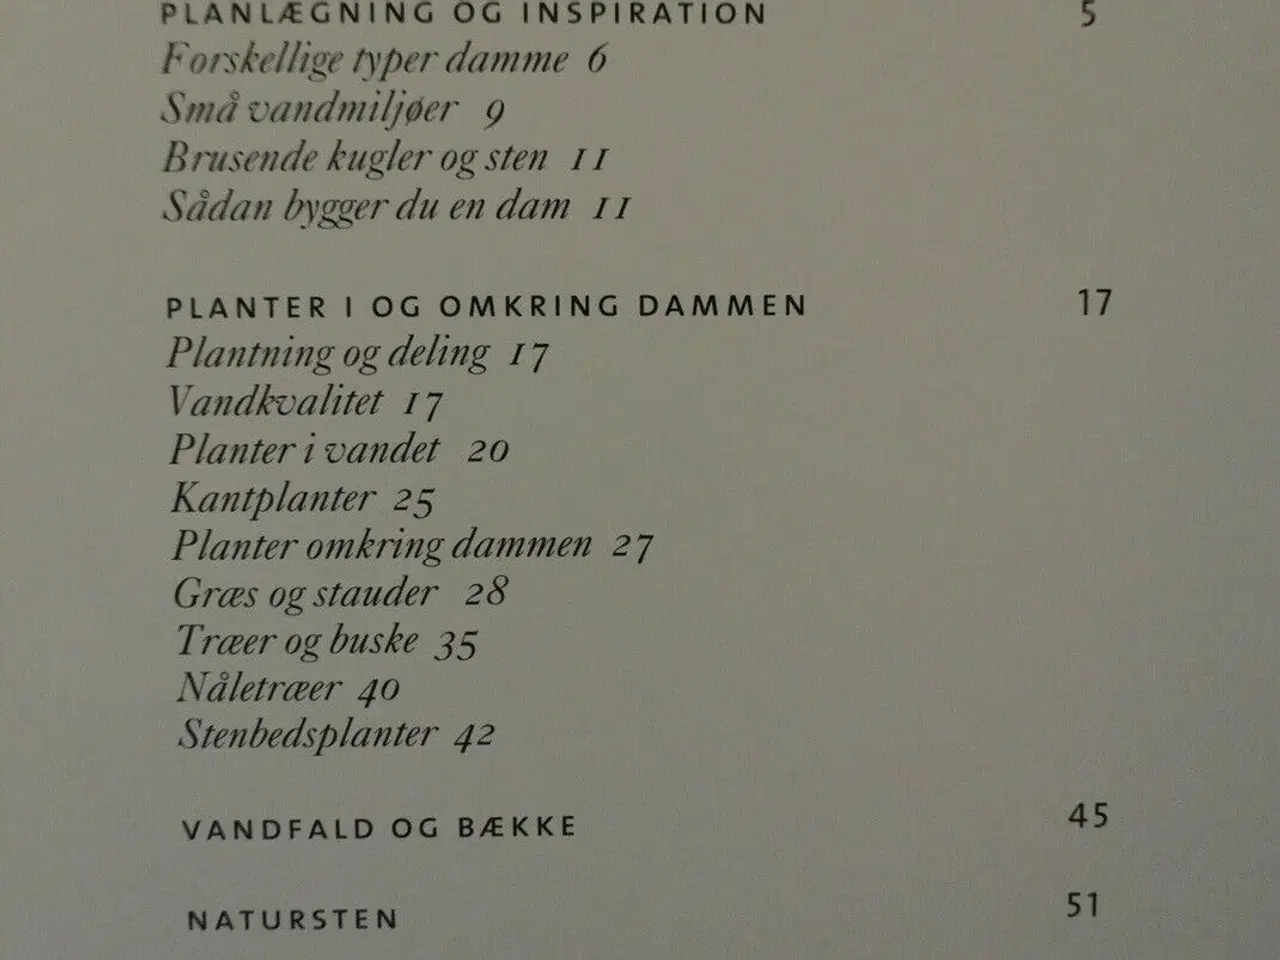 PLANLÆGNING OG INSPIRATION 5
Forskellige typer damme 6
Små vandmiljøer 9
Brusende kugler og sten 11
Sådan bygger du en dam 11
PLANTER I OG OMKRING DAMMEN 17
Plantning og deling 17
Vandkvalitet 17
Planter i vandet 20
Kantplanter 25
Planter omkring dammen 27
Græs og stauder 28
Træer og buske 35
Nåletræer 40
Stenbedsplanter 42
VANDFALD OG BÆKKE 45
NATURSTEN 51